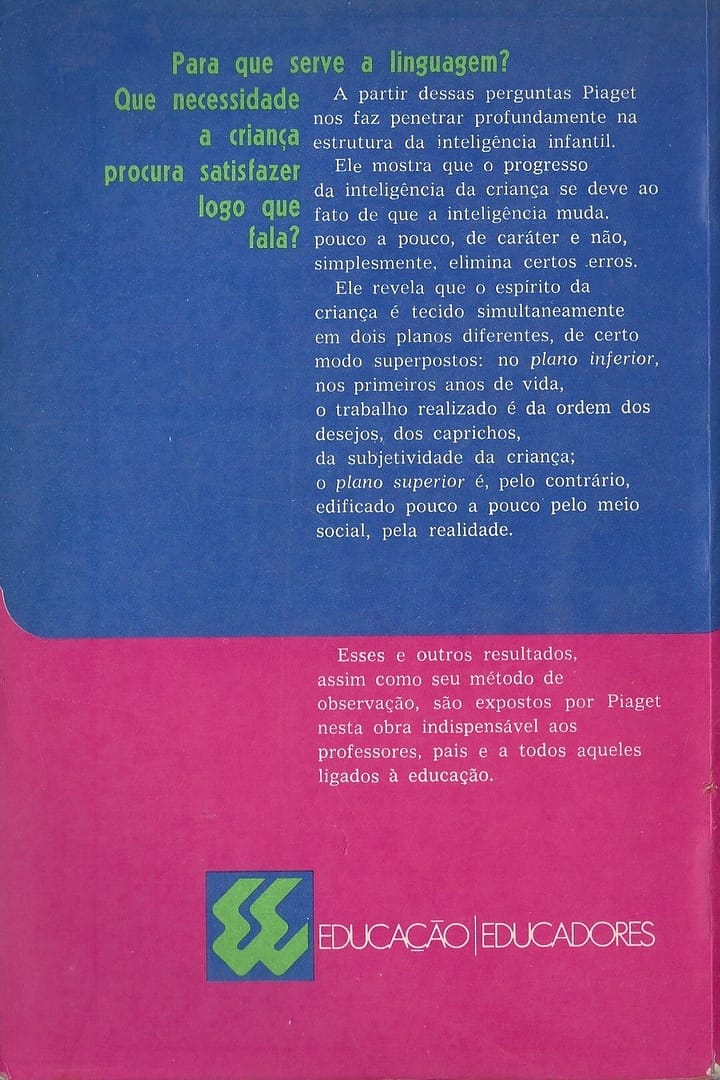 Para que serve a linguagem?
Que necessidade
a criança
procura satisfazer
logo que
fala?
A partir dessas perguntas Piaget
nos faz penetrar profundamente na
estrutura da inteligência infantil.
Ele mostra que o progresso
da inteligência da criança se deve ao
fato de que a inteligência muda.
pouco a pouco, de caráter e não,
simplesmente, elimina certos erros.
Ele revela que o espírito da
criança é tecido simultaneamente
em dois planos diferentes, de certo
modo superpostos: no plano inferior,
nos primeiros anos de vida,
o trabalho realizado é da ordem dos
desejos, dos caprichos,
da subjetividade da criança;
o plano superior é, pelo contrário,
edificado pouco a pouco pelo meio
social, pela realidade.
Esses e outros resultados,
assim como seu método de
observação, são expostos por Piaget
nesta obra indispensável aos
professores, pais e a todos aqueles
ligados à educação.
EDUCAÇÃO|EDUCADORES